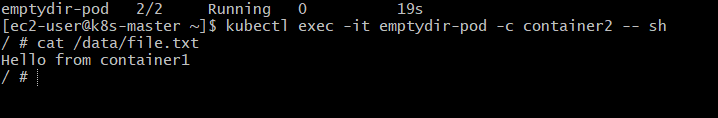 emptydir-pod   2/2     Running   0          19s
[ec2-user@k8s-master ~]$ kubectl exec -it emptydir-pod -c container2 -- sh
/ # cat /data/file.txt
Hello from container1
/ #